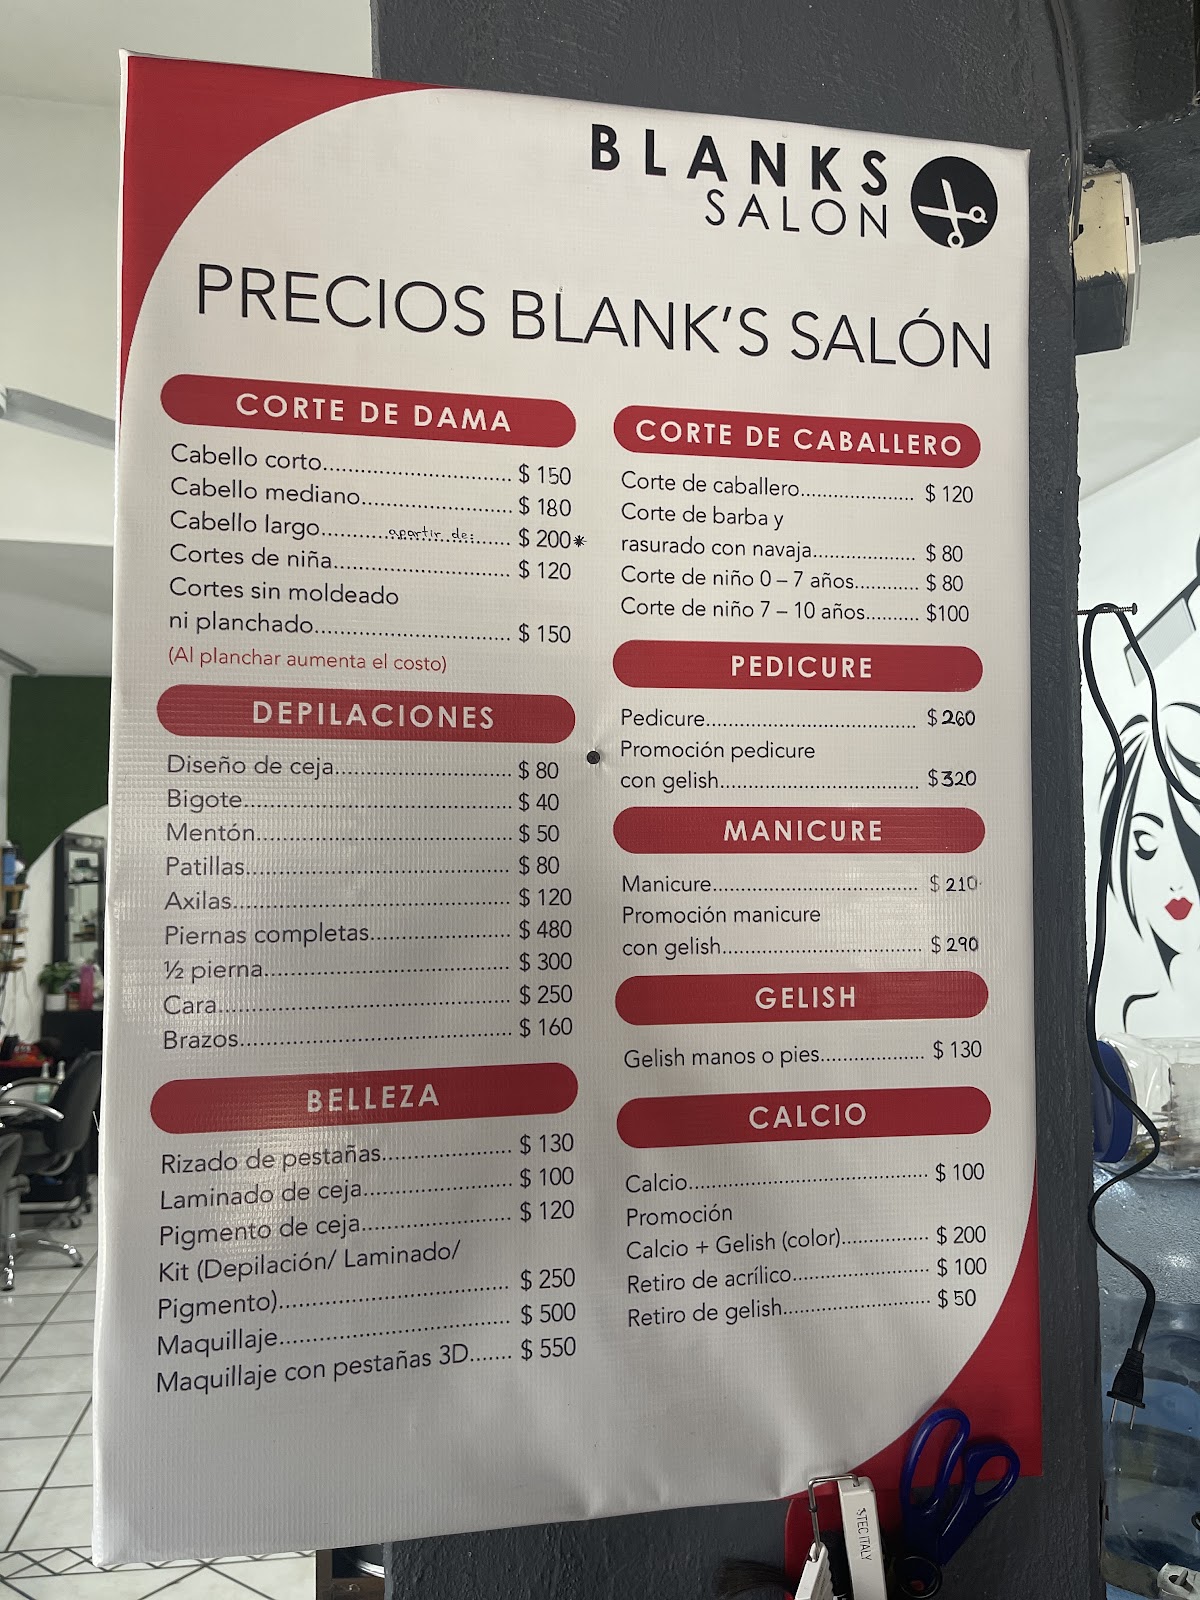 BLANKS
SALON
PRECIOS BLANK'S SALÓN
CORTE DE DAMA
Cabello corto.................... $ 150
Cabello mediano.................... $ 180
Cabello largo.......apartir de:....... $ 200*
Cortes de niña.................... $ 120
Cortes sin moldeado
ni planchado.................... $ 150
(Al planchar aumenta el costo)
DEPILACIONES
Diseño de ceja.................... $ 80
Bigote.................... $ 40
Mentón.................... $ 50
Patillas.................... $ 80
Axilas.................... $ 120
Piernas completas.................... $ 480
½ pierna.................... $ 300
Cara.................... $ 250
Brazos.................... $ 160
BELLEZA
Rizado de pestañas.................... $ 130
Laminado de ceja.................... $ 100
Pigmento de ceja.................... $ 120
Kit (Depilación/ Laminado/
Pigmento).................... $ 250
Maquillaje.................... $ 500
Maquillaje con pestañas 3D....... $ 550
CORTE DE CABALLERO
Corte de caballero.................... $ 120
Corte de barba y
rasurado con navaja.................... $ 80
Corte de niño 0 – 7 años............ $ 80
Corte de niño 7 – 10 años.......... $100
PEDICURE
Pedicure.................... $ 260
Promoción pedicure
con gelish.................... $320
MANICURE
Manicure.................... $ 210
Promoción manicure
con gelish.................... $ 290
GELISH
Gelish manos o pies.................... $ 130
CALCIO
Calcio.................... $ 100
Promoción
Calcio + Gelish (color)................ $ 200
Retiro de acrílico.................... $ 100
Retiro de gelish.................... $ 50
STEC ITALY